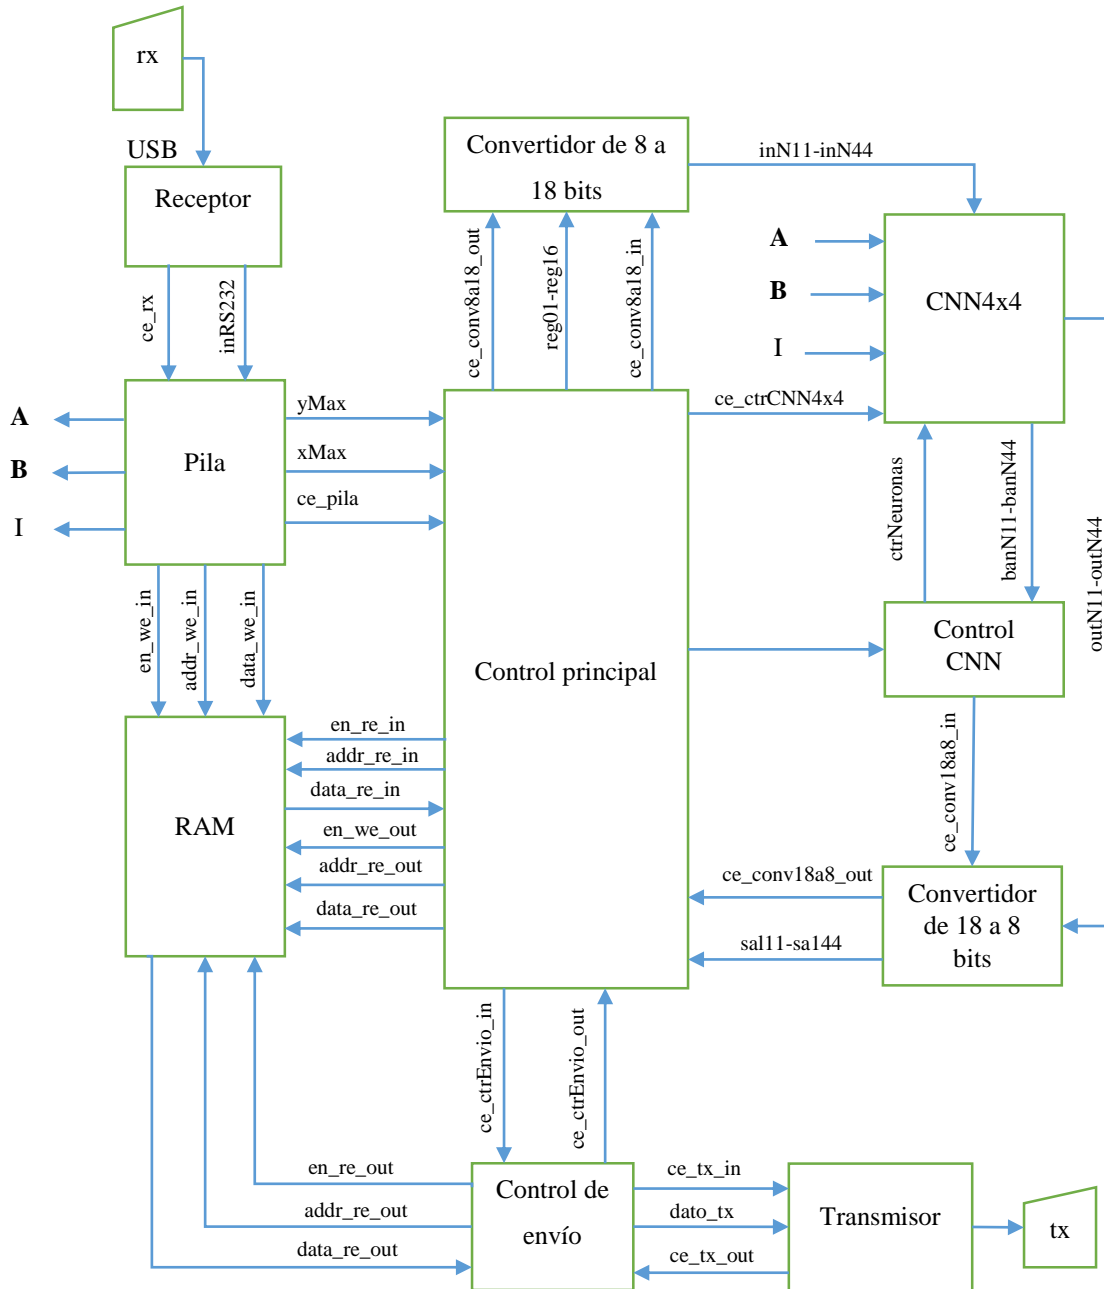 rx
USB
Receptor
Convertidor de 8 a
18 bits
inN11-inN44
ce_rx
inRS232
ce_conv8a18_out
reg01-reg16
ce_conv8a18_in
A
B
I
CNN4x4
A
B
I
Pila
yMax
xMax
ce_pila
ce_ctrCNN4x4
ctrNeuronas
banN11-banN44
outN11-outN44
en_we_in
addr_we_in
data_we_in
Control principal
Control
CNN
RAM
en_re_in
addr_re_in
data_re_in
en_we_out
addr_re_out
data_re_out
ce_conv18a8_in
ce_conv18a8_out
sal11-sa144
Convertidor
de 18 a 8
bits
ce_ctrEnvio_in
ce_ctrEnvio_out
en_re_out
addr_re_out
data_re_out
Control de
envío
ce_tx_in
dato_tx
ce_tx_out
Transmisor
tx